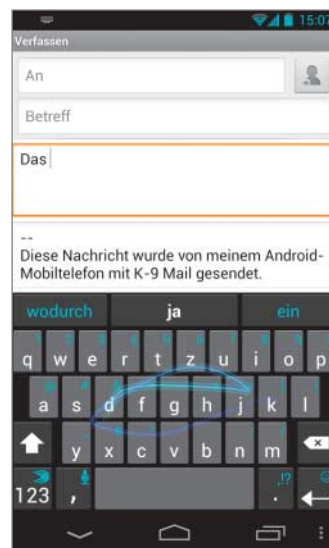 15:07
Verfassen
An
Betreff
Das
--
Diese Nachricht wurde von meinem Android-
Mobiltelefon mit K-9 Mail gesendet.
wodurch ja ein
q w e r t z u i o p
a s d f g h j k l
y x c v b n m
123 , .,!?